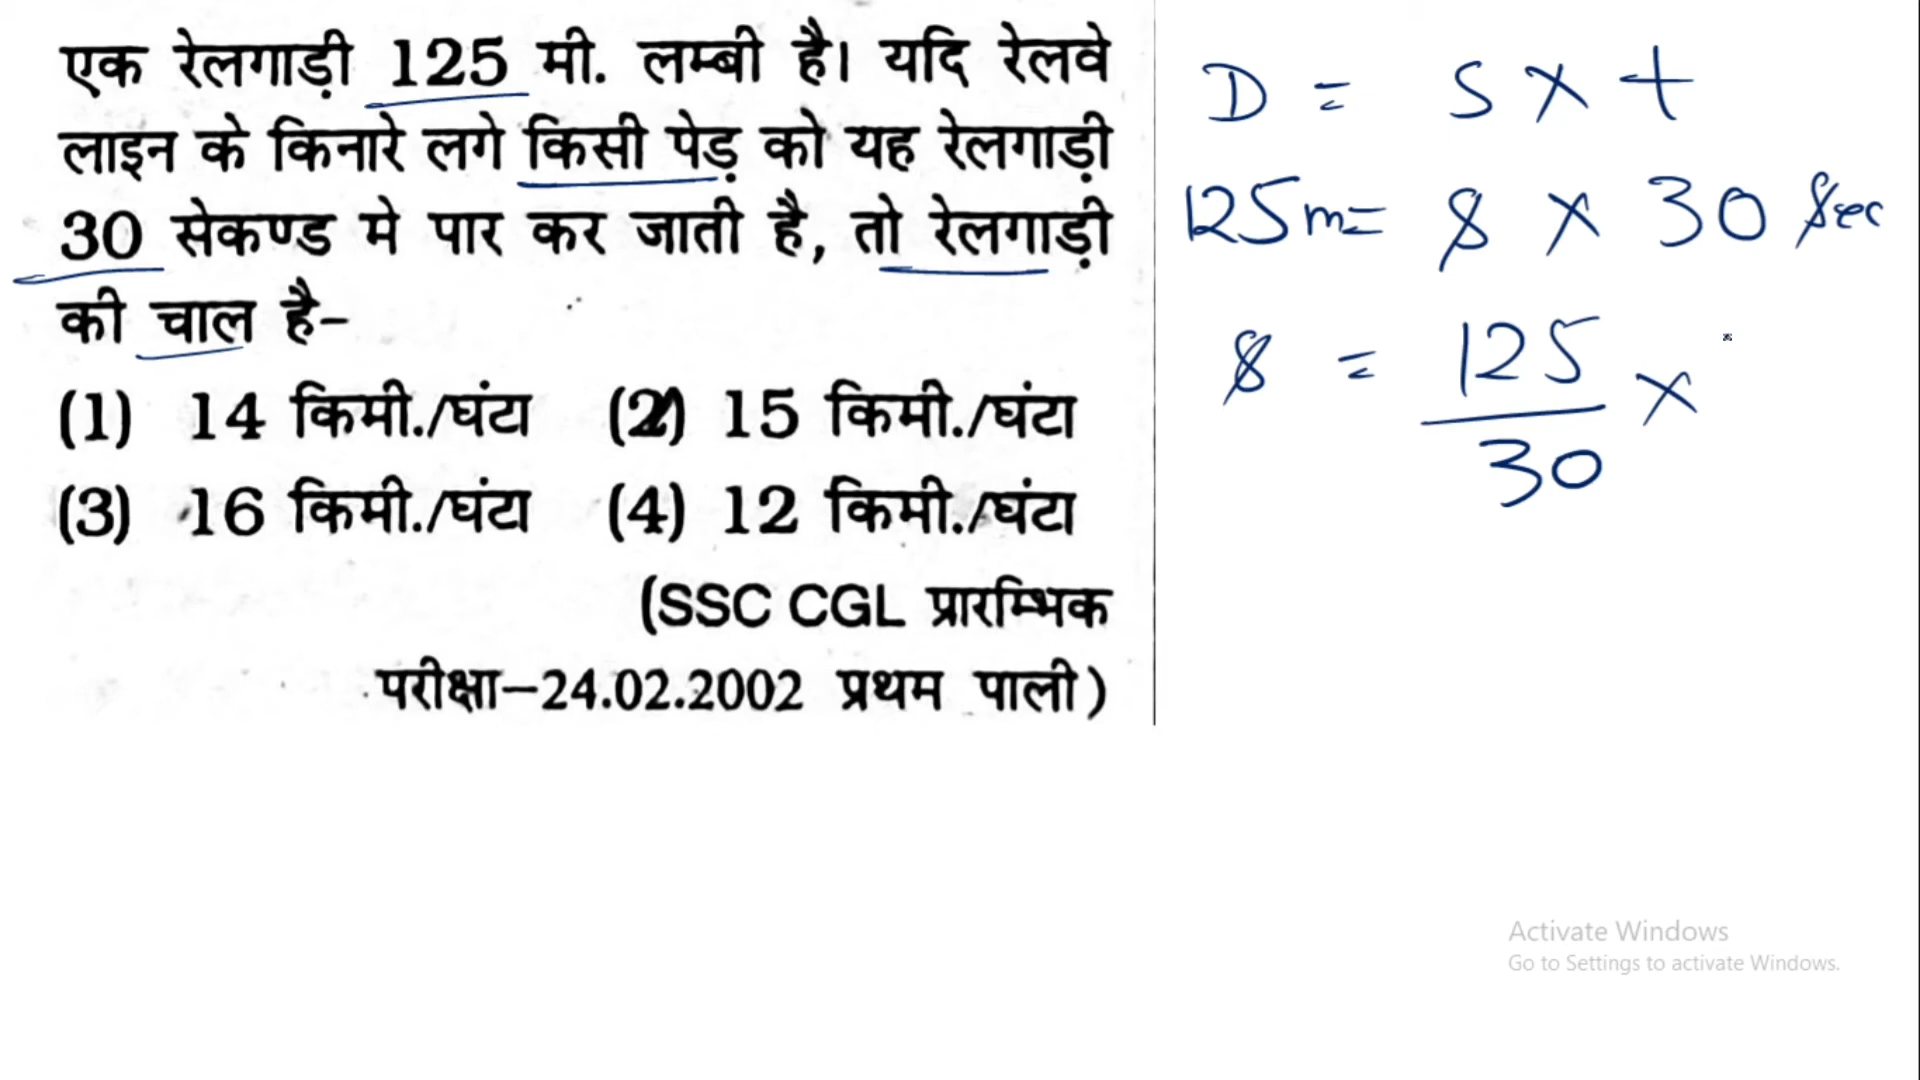 एक रेलगाड़ी 125 मी. लम्बी है। यदि रेलवे
लाइन के किनारे लगे किसी पेड़ को यह रेलगाड़ी
30 सेकण्ड मे पार कर जाती है, तो रेलगाड़ी
की चाल है–
(1) 14 किमी./घंटा (2) 15 किमी./घंटा
(3) 16 किमी./घंटा (4) 12 किमी./घंटा
(SSC CGL प्रारम्भिक
परीक्षा–24.02.2002 प्रथम पाली)
D = S × t
125m = S × 30 sec
S = 125/30 ×
Activate Windows
Go to Settings to activate Windows.